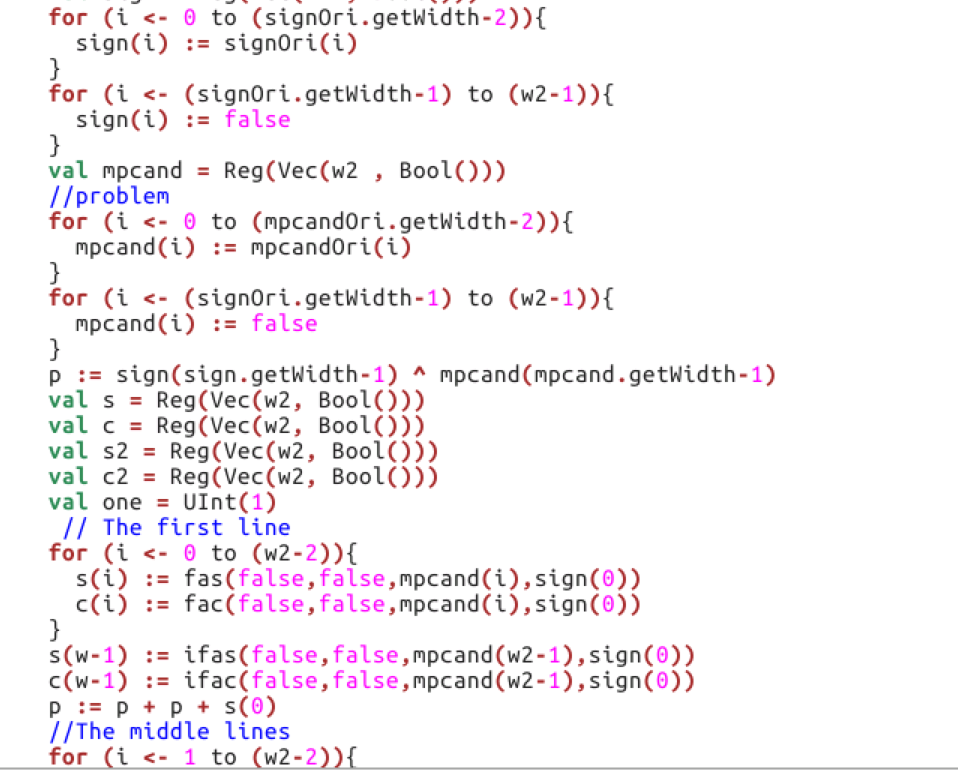 for (i <- 0 to (signOri.getWidth-2)){
sign(i) := signOri(i)
}
for (i <- (signOri.getWidth-1) to (w2-1)){
sign(i) := false
}
val mpcand = Reg(Vec(w2 , Bool()))
//problem
for (i <- 0 to (mpcandOri.getWidth-2)){
mpcand(i) := mpcandOri(i)
}
for (i <- (signOri.getWidth-1) to (w2-1)){
mpcand(i) := false
}
p := sign(sign.getWidth-1) ^ mpcand(mpcand.getWidth-1)
val s = Reg(Vec(w2, Bool()))
val c = Reg(Vec(w2, Bool()))
val s2 = Reg(Vec(w2, Bool()))
val c2 = Reg(Vec(w2, Bool()))
val one = UInt(1)
// The first line
for (i <- 0 to (w2-2)){
s(i) := fas(false,false,mpcand(i),sign(0))
c(i) := fac(false,false,mpcand(i),sign(0))
}
s(w-1) := ifas(false,false,mpcand(w2-1),sign(0))
c(w-1) := ifac(false,false,mpcand(w2-1),sign(0))
p := p + p + s(0)
//The middle lines
for (i <- 1 to (w2-2)){